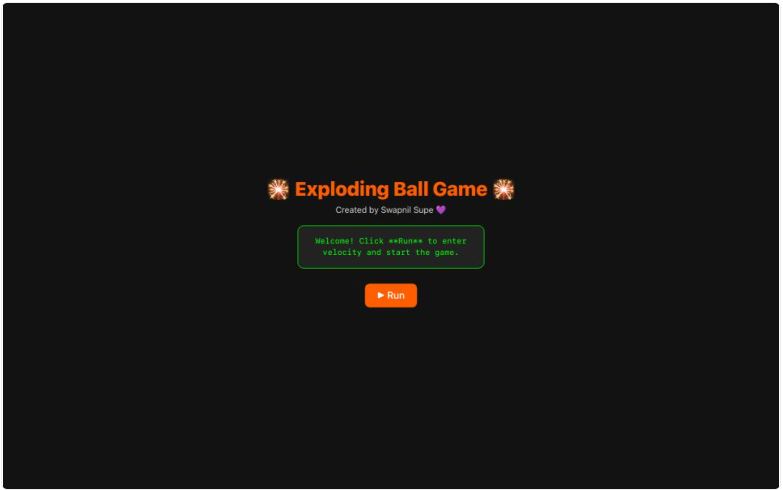 🎇 Exploding Ball Game 🎇
Created by Swapnil Supe 💜
Welcome! Click **Run** to enter
velocity and start the game.
▶ Run